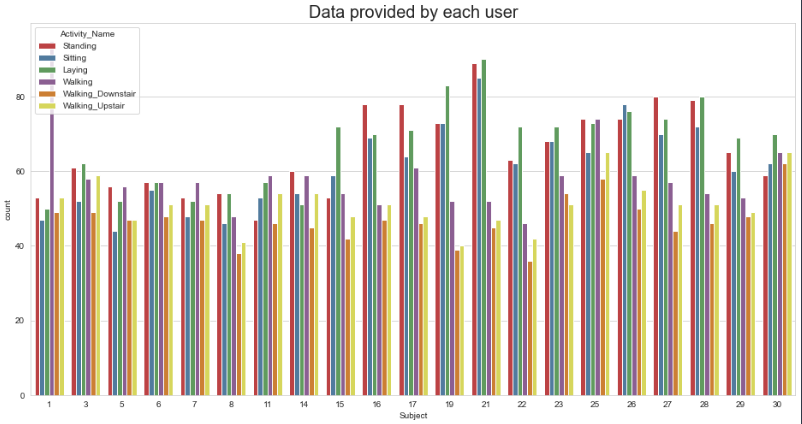 Data provided by each user
Activity_Name
Standing
Sitting
Laying
Walking
Walking_Downstair
Walking_Upstair
count
80
60
40
20
0
1 3 5 6 7 8 11 14 15 16 17 19 21 22 23 25 26 27 28 29 30
Subject